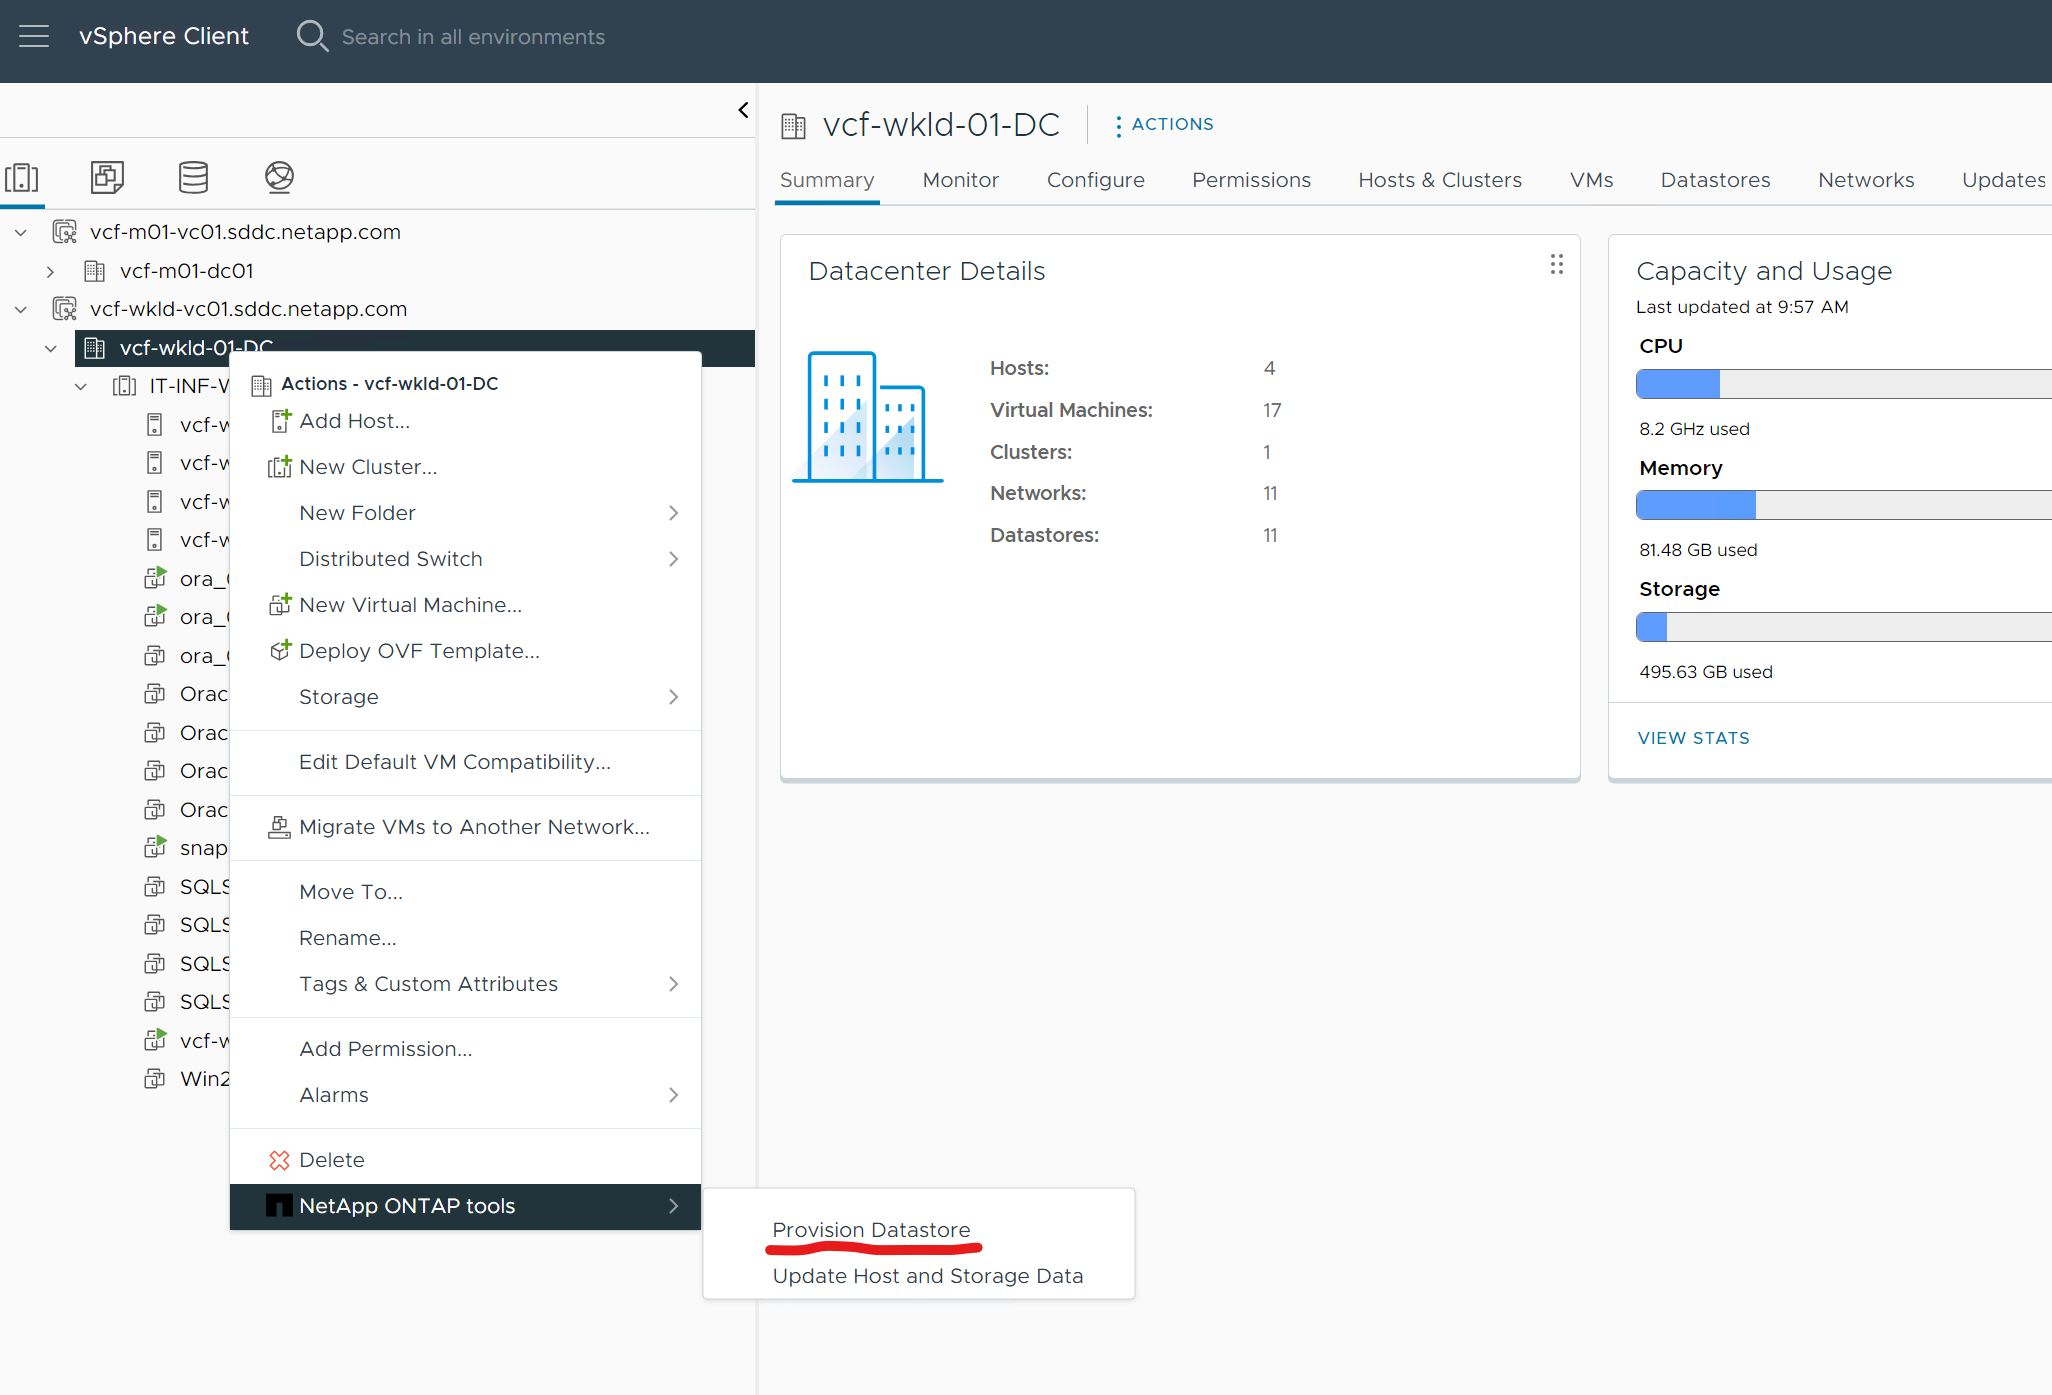 vSphere Client
Search in all environments
vcf-m01-vc01.sddc.netapp.com
vcf-m01-dc01
vcf-wkld-vc01.sddc.netapp.com
vcf-wkld-01-DC
IT-INF-W
vcf-w
vcf-w
vcf-w
vcf-w
ora_
ora_
ora_
Orac
Orac
Orac
Orac
snap
SQLS
SQLS
SQLS
SQLS
vcf-w
Win2
Actions - vcf-wkld-01-DC
Add Host...
New Cluster...
New Folder
Distributed Switch
New Virtual Machine...
Deploy OVF Template...
Storage
Edit Default VM Compatibility...
Migrate VMs to Another Network...
Move To...
Rename...
Tags & Custom Attributes
Add Permission...
Alarms
Delete
NetApp ONTAP tools
Provision Datastore
Update Host and Storage Data
vcf-wkld-01-DC
ACTIONS
Summary Monitor Configure Permissions Hosts & Clusters VMs Datastores Networks Updates
Datacenter Details
Hosts: 4
Virtual Machines: 17
Clusters: 1
Networks: 11
Datastores: 11
Capacity and Usage
Last updated at 9:57 AM
CPU
8.2 GHz used
Memory
81.48 GB used
Storage
495.63 GB used
VIEW STATS